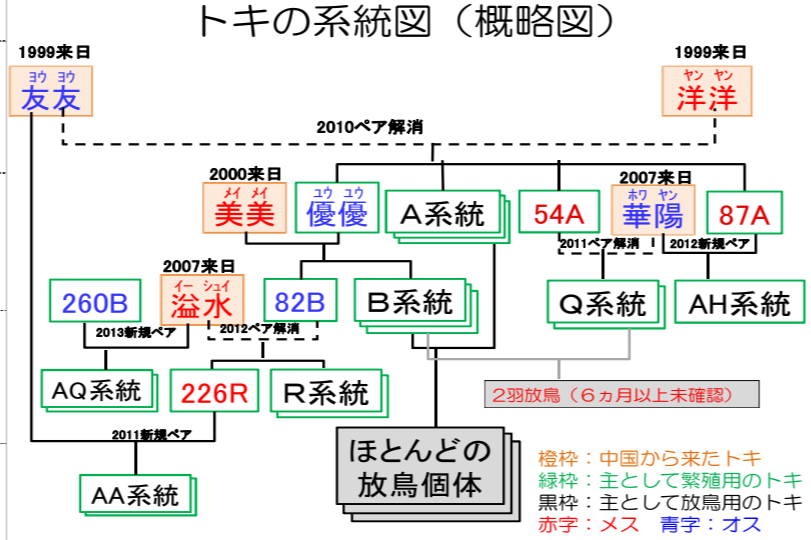 トキの系統図（概略図）
1999来日
ヨウ ヨウ
友友
1999来日
ヤン ヤン
洋洋
2010ペア解消
2000来日
メイ メイ
美美
ユウ ユウ
優優
A系統
54A
2007来日
ホワ ヤン
華陽
87A
2011ペア解消
2012新規ペア
2007来日
イー シュイ
溢水
260B
82B
B系統
Q系統
AH系統
2013新規ペア
2012ペア解消
AQ系統
226R
R系統
2羽放鳥（6ヵ月以上未確認）
2011新規ペア
AA系統
ほとんどの
放鳥個体
橙枠：中国から来たトキ
緑枠：主として繁殖用のトキ
黒枠：主として放鳥用のトキ
赤字：メス 青字：オス